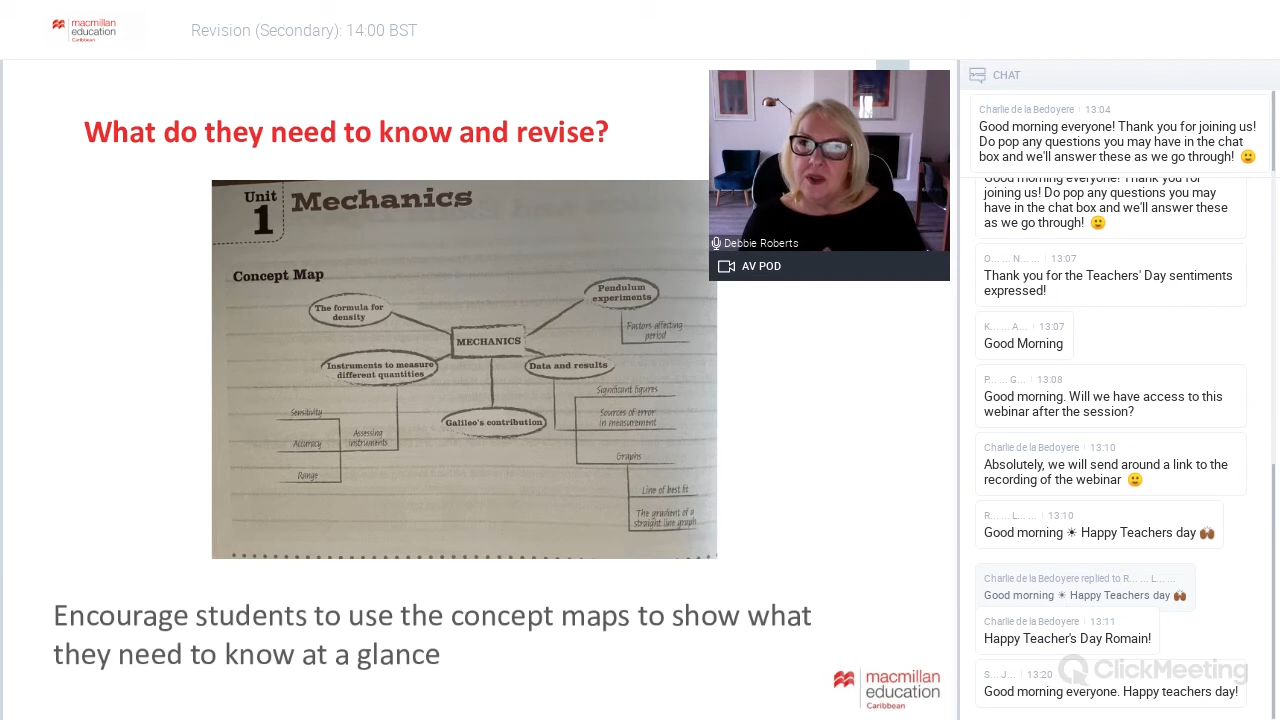 macmillan
education
Caribbean
Revision (Secondary): 14:00 BST
What do they need to know and revise?
Unit
1
Mechanics
Concept Map
The formula for
density
Pendulum
experiments
Factors affecting
period
MECHANICS
Instruments to measure
different quantities
Data and results
Significant figures
Sensitivity
Sources of error
in measurement
Galileo's contribution
Accuracy
Assessing
instruments
Graphs
Range
Line of best fit
The gradient of a
straight line graph
Encourage students to use the concept maps to show what
they need to know at a glance
macmillan
education
Caribbean
Debbie Roberts
AV POD
CHAT
Charlie de la Bedoyere 13:04
Good morning everyone! Thank you for joining us!
Do pop any questions you may have in the chat
box and we'll answer these as we go through! 🙂
Good morning everyone! Thank you for
joining us! Do pop any questions you may
have in the chat box and we'll answer these
as we go through! 🙂
O... ... N... ... 13:07
Thank you for the Teachers' Day sentiments
expressed!
K... ... A... 13:07
Good Morning
P... ... G... 13:08
Good morning. Will we have access to this
webinar after the session?
Charlie de la Bedoyere 13:10
Absolutely, we will send around a link to the
recording of the webinar 🙂
R... ... L... ... 13:10
Good morning ☀ Happy Teachers day 🙌🏾
Charlie de la Bedoyere replied to R... ... L... ...
Good morning ☀ Happy Teachers day 🙌🏾
Charlie de la Bedoyere 13:11
Happy Teacher's Day Romain!
S... J... 13:20
Good morning everyone. Happy teachers day!
ClickMeeting